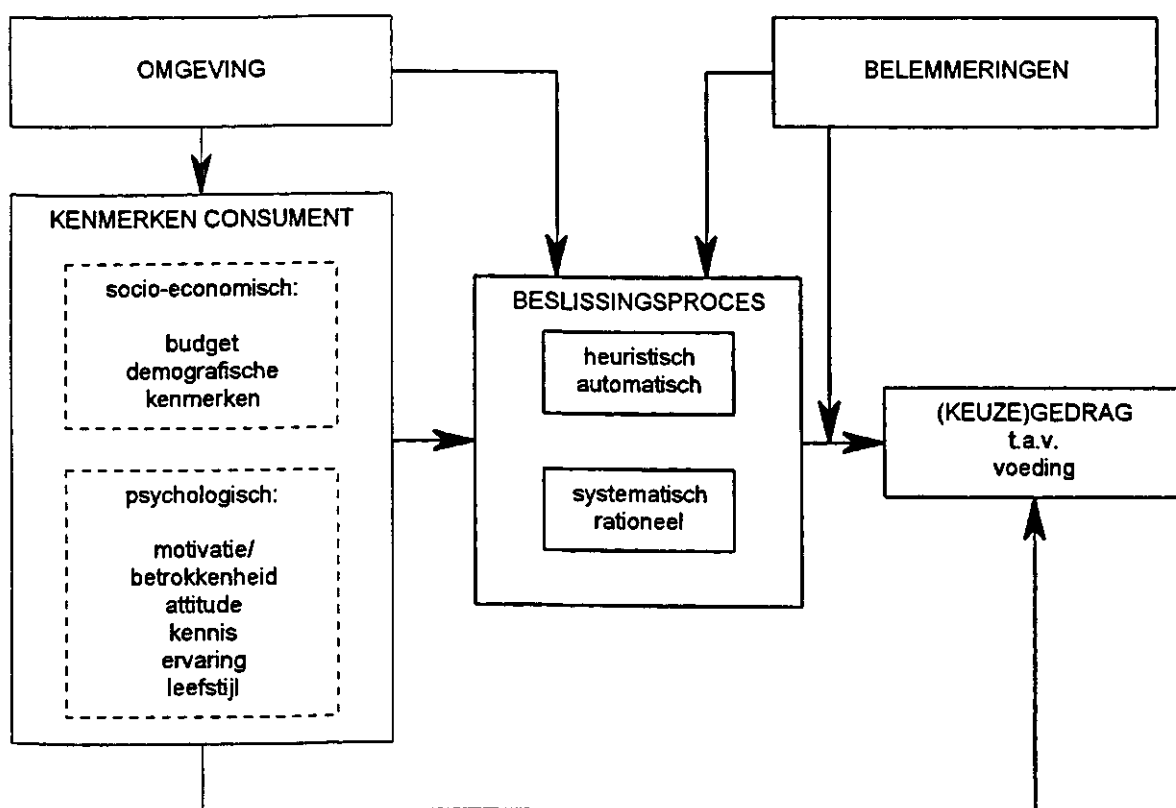 OMGEVING
BELEMMERINGEN
KENMERKEN CONSUMENT
socio-economisch:
budget
demografische
kenmerken
psychologisch:
motivatie/
betrokkenheid
attitude
kennis
ervaring
leefstijl
BESLISSINGSPROCES
heuristisch
automatisch
systematisch
rationeel
(KEUZE)GEDRAG
t.a.v.
voeding